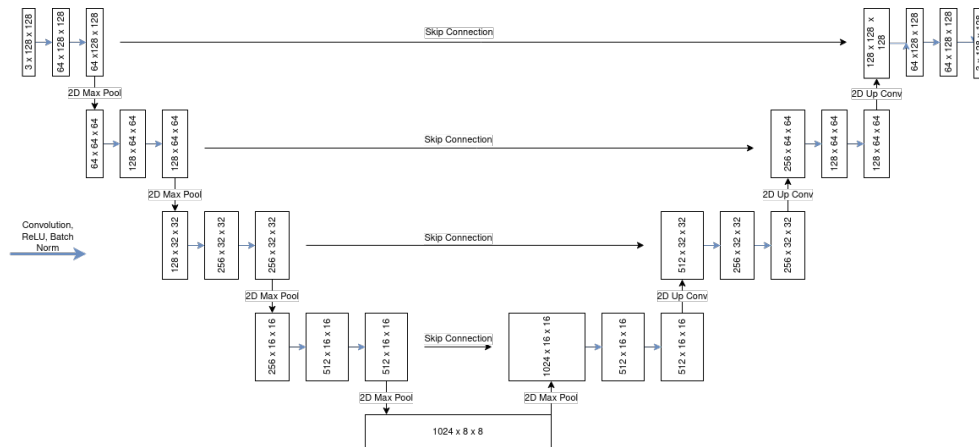 3 x 128 x 128
64 x 128 x 128
64 x128 x 128
Skip Connection
128 x 128 x
128
64 x128 x 128
64 x 128 x 128
3 x 128 x 128
2D Max Pool
2D Up Conv
64 x 64 x 64
128 x 64 x 64
128 x 64 x 64
Skip Connection
256 x 64 x 64
128 x 64 x 64
128 x 64 x 64
2D Max Pool
2D Up Conv
Convolution,
ReLU, Batch
Norm
128 x 32 x 32
256 x 32 x 32
256 x 32 x 32
Skip Connection
512 x 32 x 32
256 x 32 x 32
256 x 32 x 32
2D Max Pool
2D Up Conv
256 x 16 x 16
512 x 16 x 16
512 x 16 x 16
Skip Connection
1024 x 16 x 16
512 x 16 x 16
512 x 16 x 16
2D Max Pool
2D Max Pool
1024 x 8 x 8